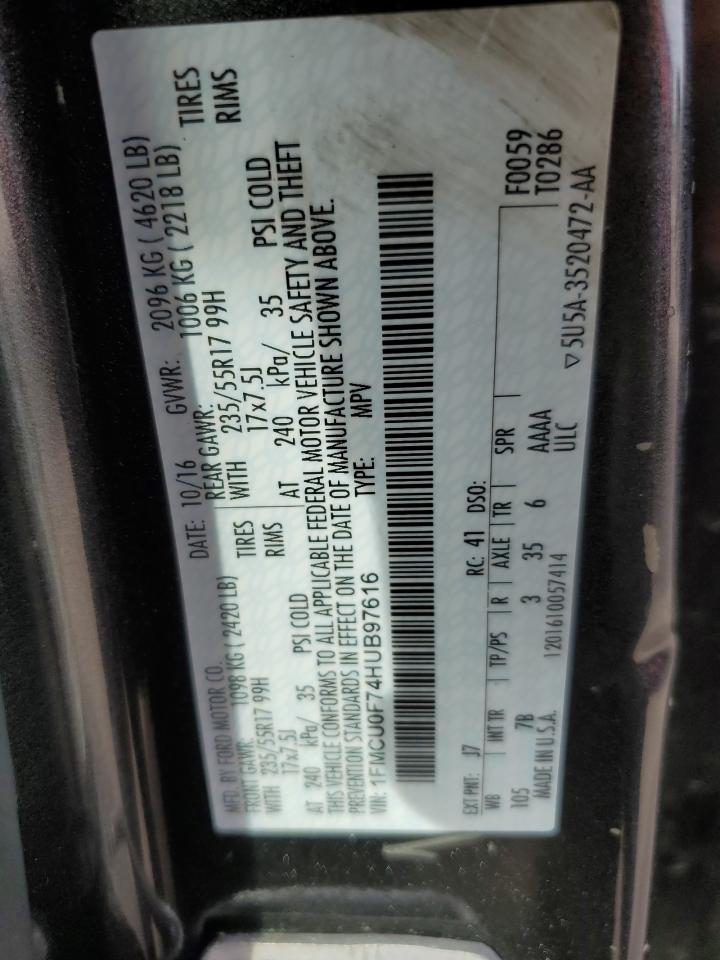 MFD. BY FORD MOTOR CO.
DATE: 10/16 GVWR: 2096 KG ( 4620 LB)
FRONT GAWR: 1098 KG ( 2420 LB) REAR GAWR: 1006 KG ( 2218 LB)
WITH 235/55R17 99H TIRES WITH 235/55R17 99H TIRES
17x7.5J RIMS 17x7.5J RIMS
AT 240 kPa/ 35 PSI COLD AT 240 kPa/ 35 PSI COLD
THIS VEHICLE CONFORMS TO ALL APPLICABLE FEDERAL MOTOR VEHICLE SAFETY AND THEFT
PREVENTION STANDARDS IN EFFECT ON THE DATE OF MANUFACTURE SHOWN ABOVE.
VIN: 1FMCU0F74HUB97616 TYPE: MPV
EXT PNT: J7 RC: 41 DSO:
WB INT TR TP/PS R AXLE TR SPR F0059
105 7B 3 35 6 AAAA T0286
MADE IN U.S.A. 1201610057414 ULC ▽5U5A-3520472-AA